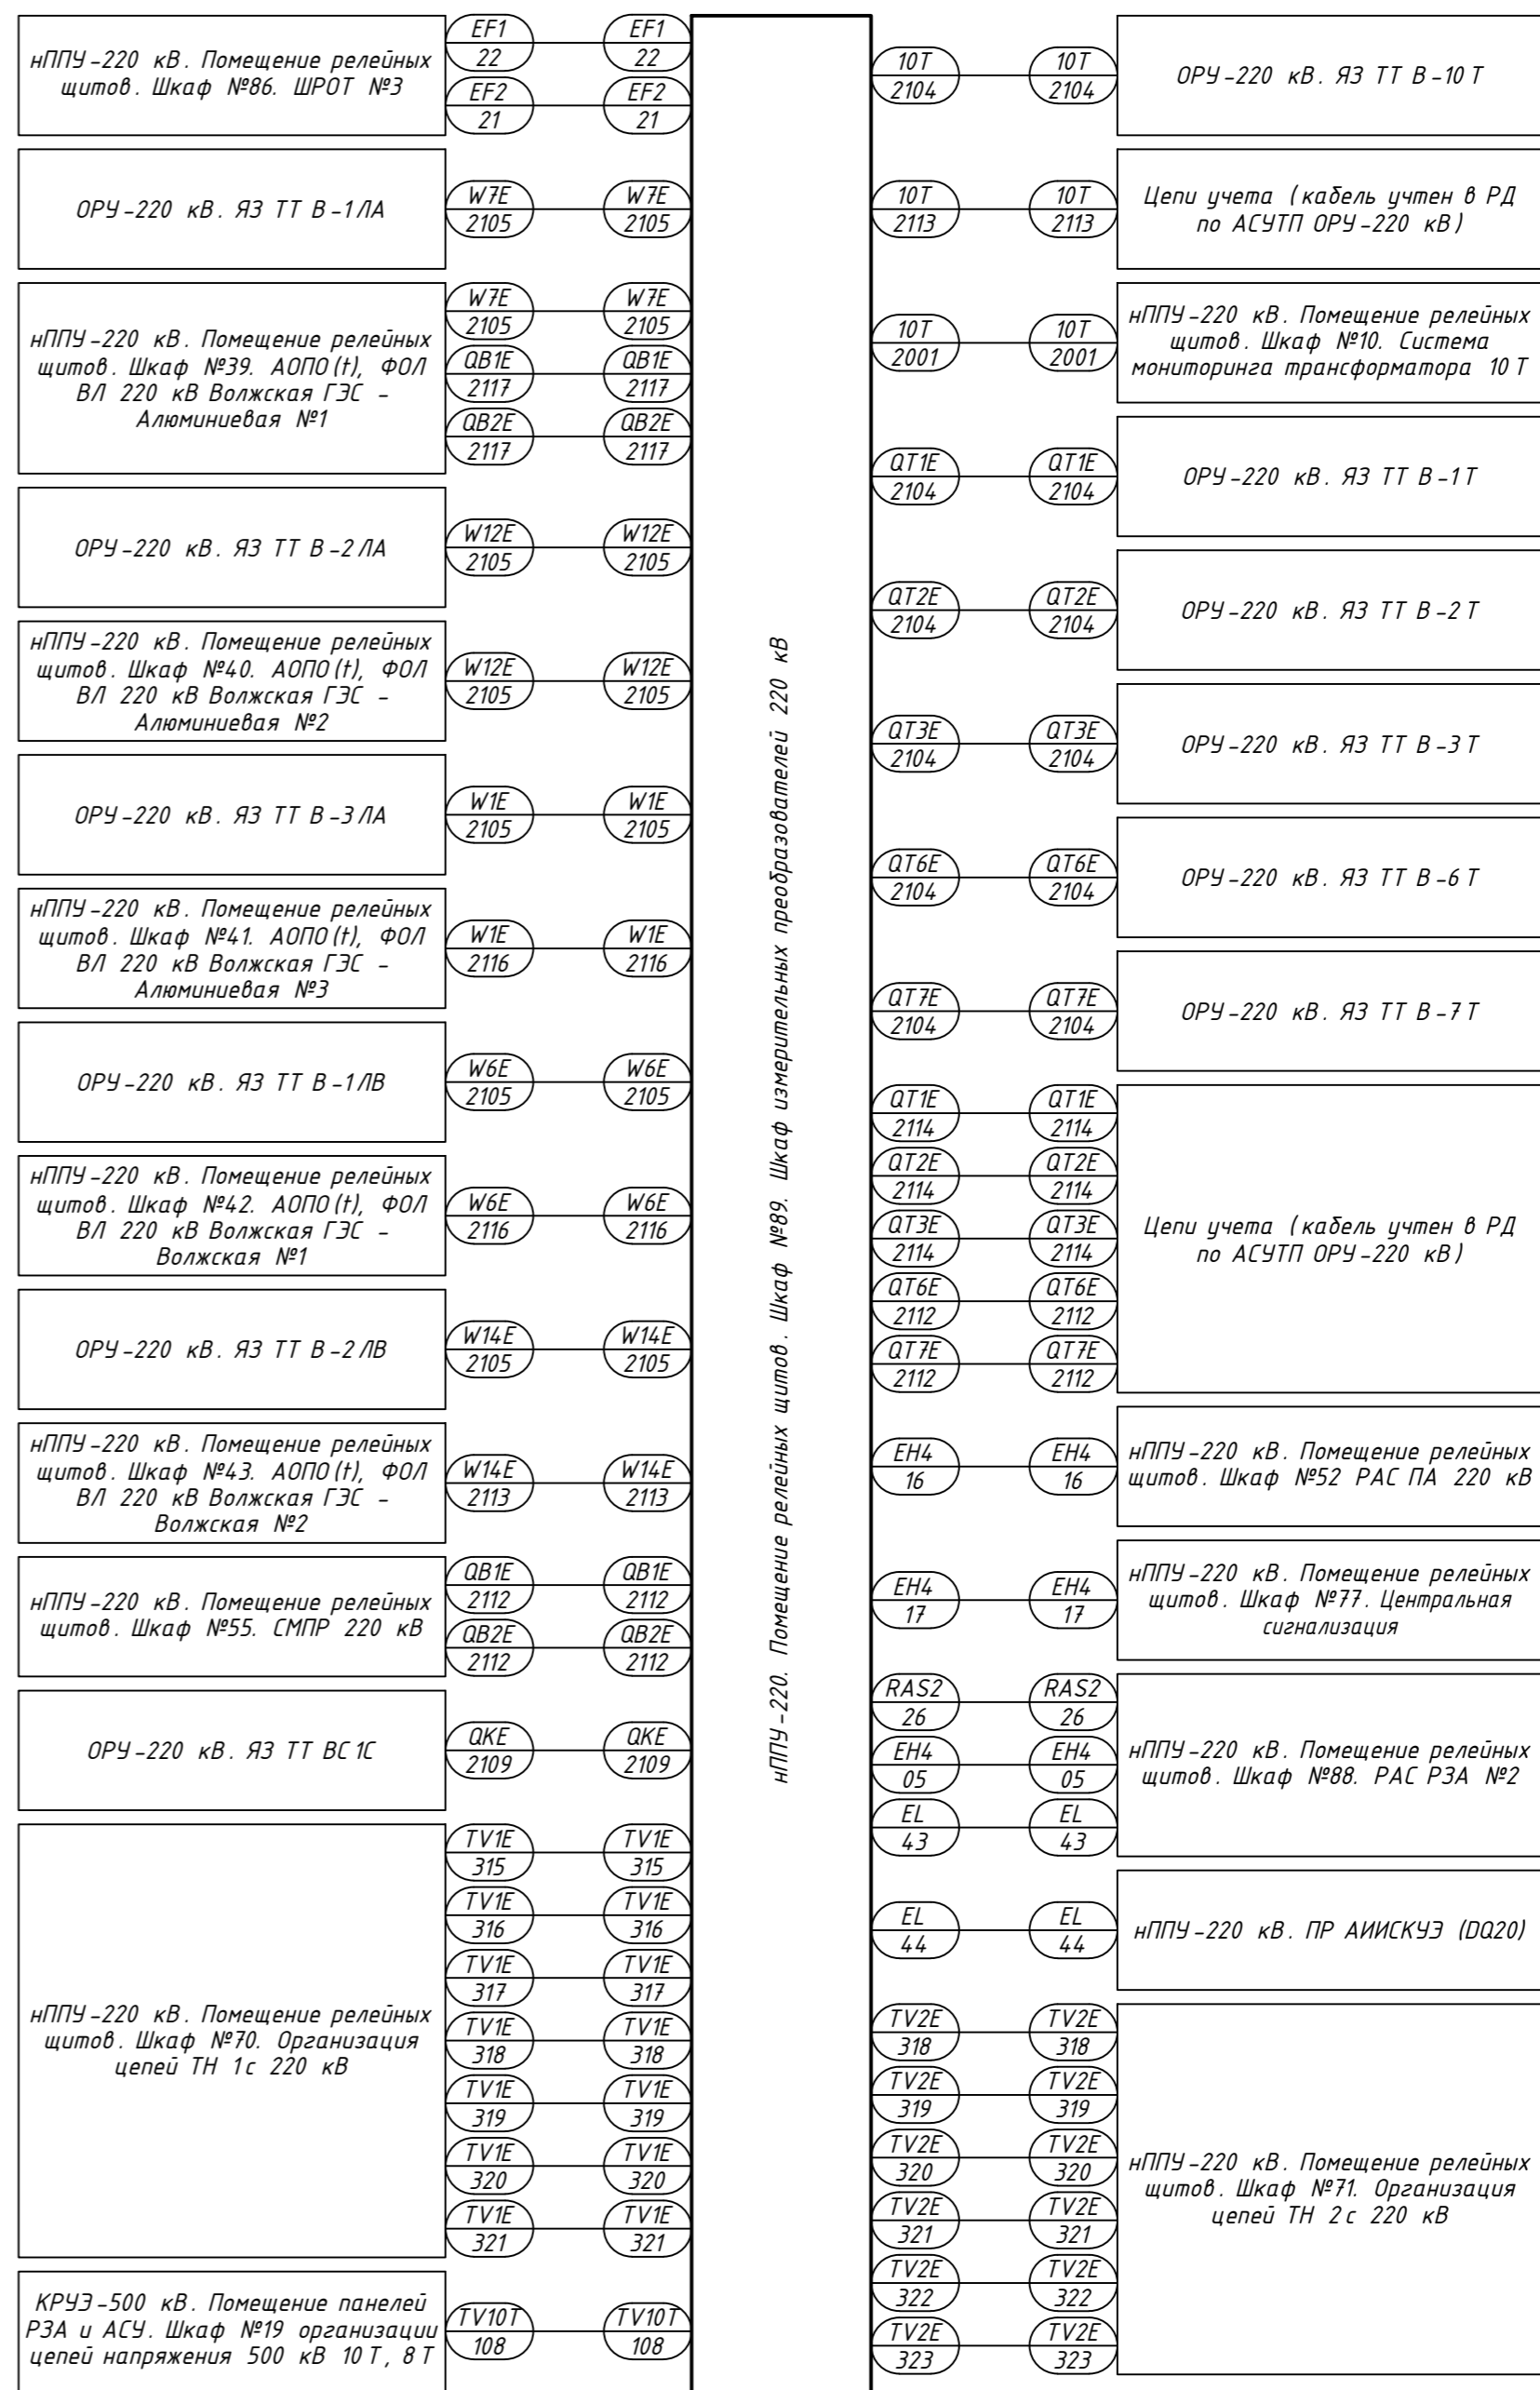 нППУ-220 кВ. Помещение релейных
щитов. Шкаф №86. ШРОТ №3
EF1 EF1
22 22
EF2 EF2
21 21
ОРУ-220 кВ. ЯЗ ТТ В-1ЛА
W7E W7E
2105 2105
нППУ-220 кВ. Помещение релейных
щитов. Шкаф №39. АОПО(t), ФОЛ
ВЛ 220 кВ Волжская ГЭС -
Алюминиевая №1
W7E W7E
2105 2105
QB1E QB1E
2117 2117
QB2E QB2E
2117 2117
ОРУ-220 кВ. ЯЗ ТТ В-2ЛА
W12E W12E
2105 2105
нППУ-220 кВ. Помещение релейных
щитов. Шкаф №40. АОПО(t), ФОЛ
ВЛ 220 кВ Волжская ГЭС -
Алюминиевая №2
W12E W12E
2105 2105
ОРУ-220 кВ. ЯЗ ТТ В-3ЛА
W1E W1E
2105 2105
нППУ-220 кВ. Помещение релейных
щитов. Шкаф №41. АОПО(t), ФОЛ
ВЛ 220 кВ Волжская ГЭС -
Алюминиевая №3
W1E W1E
2116 2116
ОРУ-220 кВ. ЯЗ ТТ В-1ЛВ
W6E W6E
2105 2105
нППУ-220 кВ. Помещение релейных
щитов. Шкаф №42. АОПО(t), ФОЛ
ВЛ 220 кВ Волжская ГЭС -
Волжская №1
W6E W6E
2116 2116
ОРУ-220 кВ. ЯЗ ТТ В-2ЛВ
W14E W14E
2105 2105
нППУ-220 кВ. Помещение релейных
щитов. Шкаф №43. АОПО(t), ФОЛ
ВЛ 220 кВ Волжская ГЭС -
Волжская №2
W14E W14E
2113 2113
нППУ-220 кВ. Помещение релейных
щитов. Шкаф №55. СМПР 220 кВ
QB1E QB1E
2112 2112
QB2E QB2E
2112 2112
ОРУ-220 кВ. ЯЗ ТТ ВС1С
QKE QKE
2109 2109
нППУ-220 кВ. Помещение релейных
щитов. Шкаф №70. Организация
цепей ТН 1с 220 кВ
TV1E TV1E
315 315
TV1E TV1E
316 316
TV1E TV1E
317 317
TV1E TV1E
318 318
TV1E TV1E
319 319
TV1E TV1E
320 320
TV1E TV1E
321 321
КРУЭ-500 кВ. Помещение панелей
РЗА и АСУ. Шкаф №19 организации
цепей напряжения 500 кВ 10Т, 8Т
TV10T TV10T
108 108
нППУ-220. Помещение релейных щитов. Шкаф №89. Шкаф измерительных преобразователей 220 кВ
10T 10T
2104 2104
ОРУ-220 кВ. ЯЗ ТТ В-10Т
10T 10T
2113 2113
Цепи учета (кабель учтен в РД
по АСУТП ОРУ-220 кВ)
10T 10T
2001 2001
нППУ-220 кВ. Помещение релейных
щитов. Шкаф №10. Система
мониторинга трансформатора 10Т
QT1E QT1E
2104 2104
ОРУ-220 кВ. ЯЗ ТТ В-1Т
QT2E QT2E
2104 2104
ОРУ-220 кВ. ЯЗ ТТ В-2Т
QT3E QT3E
2104 2104
ОРУ-220 кВ. ЯЗ ТТ В-3Т
QT6E QT6E
2104 2104
ОРУ-220 кВ. ЯЗ ТТ В-6Т
QT7E QT7E
2104 2104
ОРУ-220 кВ. ЯЗ ТТ В-7Т
QT1E QT1E
2114 2114
QT2E QT2E
2114 2114
QT3E QT3E
2114 2114
QT6E QT6E
2112 2112
QT7E QT7E
2112 2112
Цепи учета (кабель учтен в РД
по АСУТП ОРУ-220 кВ)
EH4 EH4
16 16
нППУ-220 кВ. Помещение релейных
щитов. Шкаф №52 РАС ПА 220 кВ
EH4 EH4
17 17
нППУ-220 кВ. Помещение релейных
щитов. Шкаф №77. Центральная
сигнализация
RAS2 RAS2
26 26
EH4 EH4
05 05
EL EL
43 43
нППУ-220 кВ. Помещение релейных
щитов. Шкаф №88. РАС РЗА №2
EL EL
44 44
нППУ-220 кВ. ПР АИИСКУЭ (DQ20)
TV2E TV2E
318 318
TV2E TV2E
319 319
TV2E TV2E
320 320
TV2E TV2E
321 321
TV2E TV2E
322 322
TV2E TV2E
323 323
нППУ-220 кВ. Помещение релейных
щитов. Шкаф №71. Организация
цепей ТН 2с 220 кВ